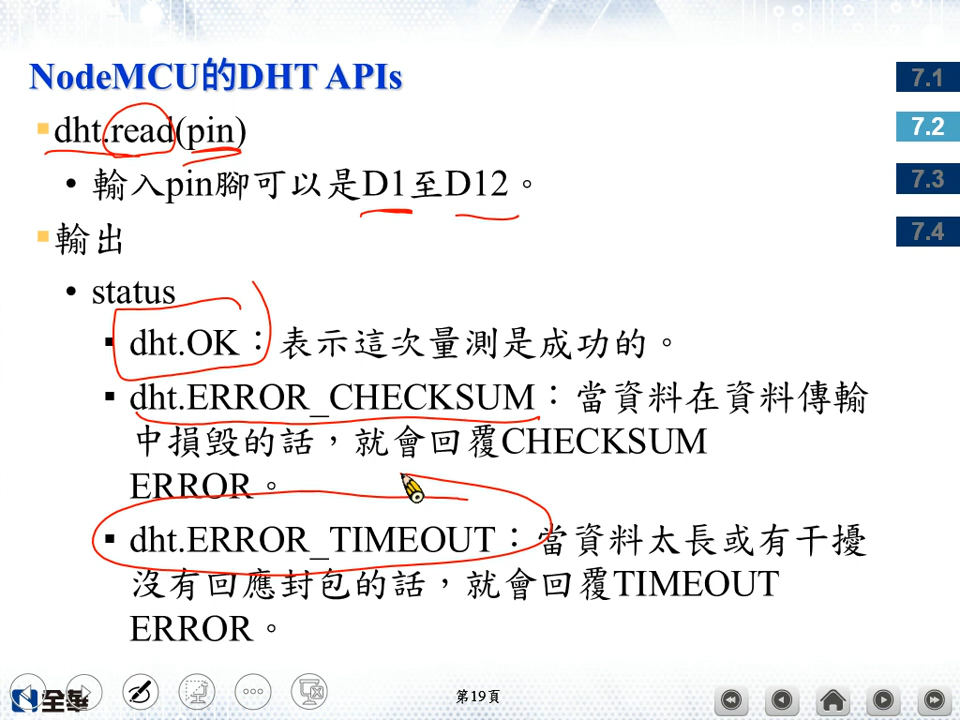 NodeMCU的DHT APIs
dht.read(pin)
• 輸入pin腳可以是D1至D12。
輸出
• status
dht.OK：表示這次量測是成功的。
dht.ERROR_CHECKSUM：當資料在資料傳輸
中損毀的話，就會回覆CHECKSUM
ERROR。
dht.ERROR_TIMEOUT：當資料太長或有干擾
沒有回應封包的話，就會回覆TIMEOUT
ERROR。
7.1
7.2
7.3
7.4
第19頁